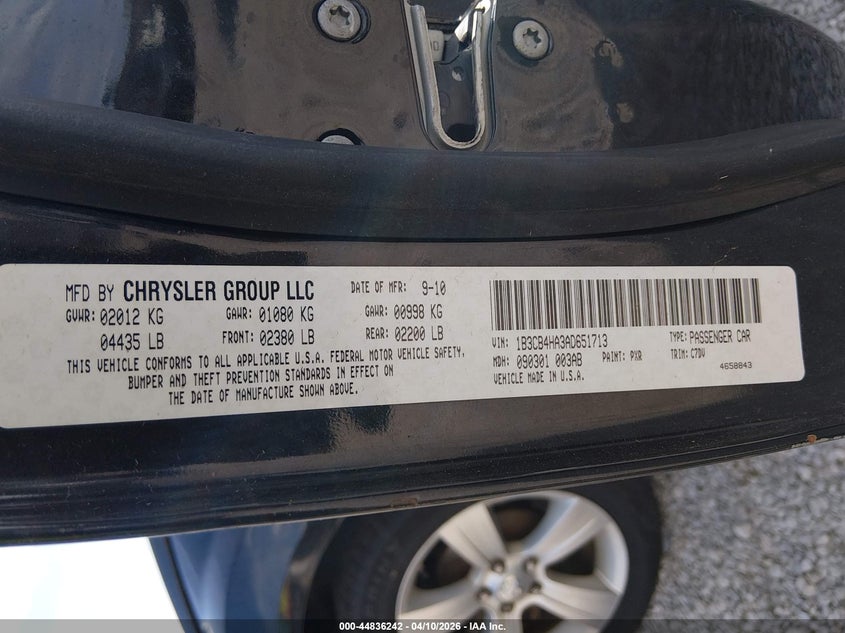 MFD BY CHRYSLER GROUP LLC DATE OF MFR: 9-10
GVWR: 02012 KG GAWR: 01080 KG GAWR: 00998 KG
04435 LB FRONT: 02380 LB REAR: 02200 LB
THIS VEHICLE CONFORMS TO ALL APPLICABLE U.S.A. FEDERAL MOTOR VEHICLE SAFETY,
BUMPER AND THEFT PREVENTION STANDARDS IN EFFECT ON
THE DATE OF MANUFACTURE SHOWN ABOVE.
VIN: 1B3CB4HA3AD651713 TYPE: PASSENGER CAR
MDH: 090301 003AB PAINT: PXR TRIM: C7DV
VEHICLE MADE IN U.S.A. 4658843
000-44836242 - 04/10/2026 - IAA Inc.